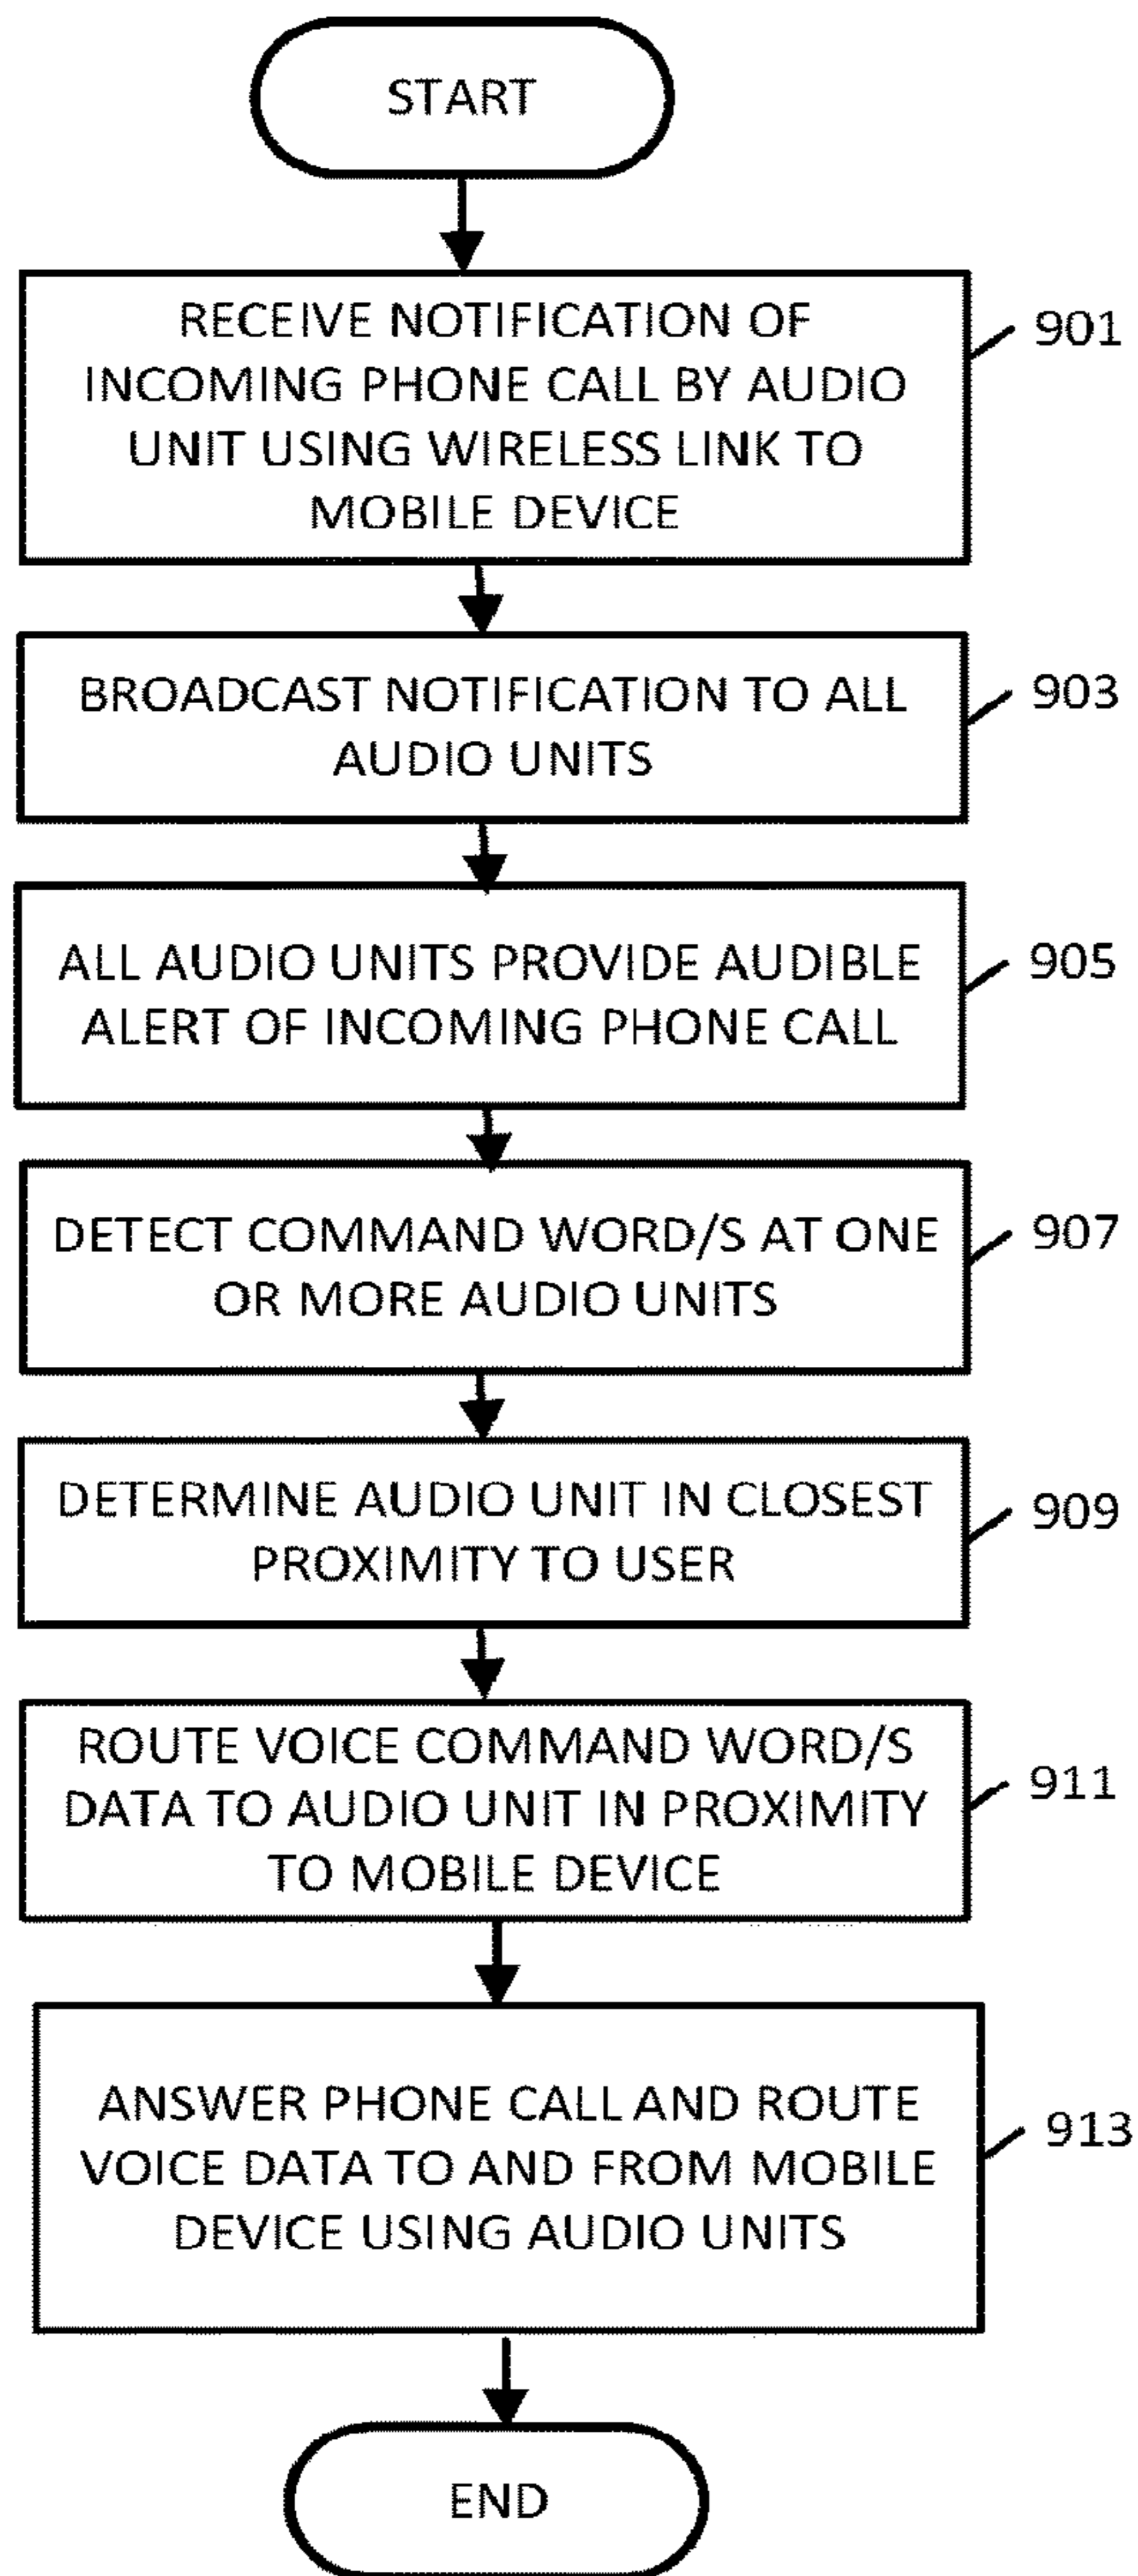 START
RECEIVE NOTIFICATION OF
INCOMING PHONE CALL BY AUDIO
UNIT USING WIRELESS LINK TO
MOBILE DEVICE
901
BROADCAST NOTIFICATION TO ALL
AUDIO UNITS
903
ALL AUDIO UNITS PROVIDE AUDIBLE
ALERT OF INCOMING PHONE CALL
905
DETECT COMMAND WORD/S AT ONE
OR MORE AUDIO UNITS
907
DETERMINE AUDIO UNIT IN CLOSEST
PROXIMITY TO USER
909
ROUTE VOICE COMMAND WORD/S
DATA TO AUDIO UNIT IN PROXIMITY
TO MOBILE DEVICE
911
ANSWER PHONE CALL AND ROUTE
VOICE DATA TO AND FROM MOBILE
DEVICE USING AUDIO UNITS
913
END